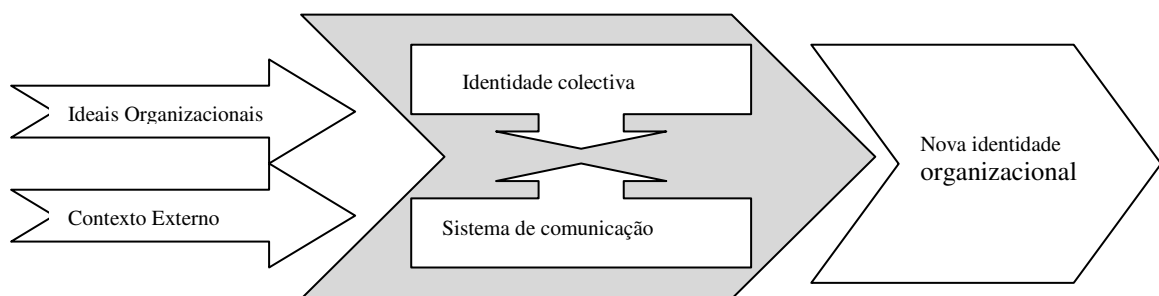 Ideais Organizacionais
Contexto Externo
Identidade colectiva
Sistema de comunicação
Nova identidade
organizacional